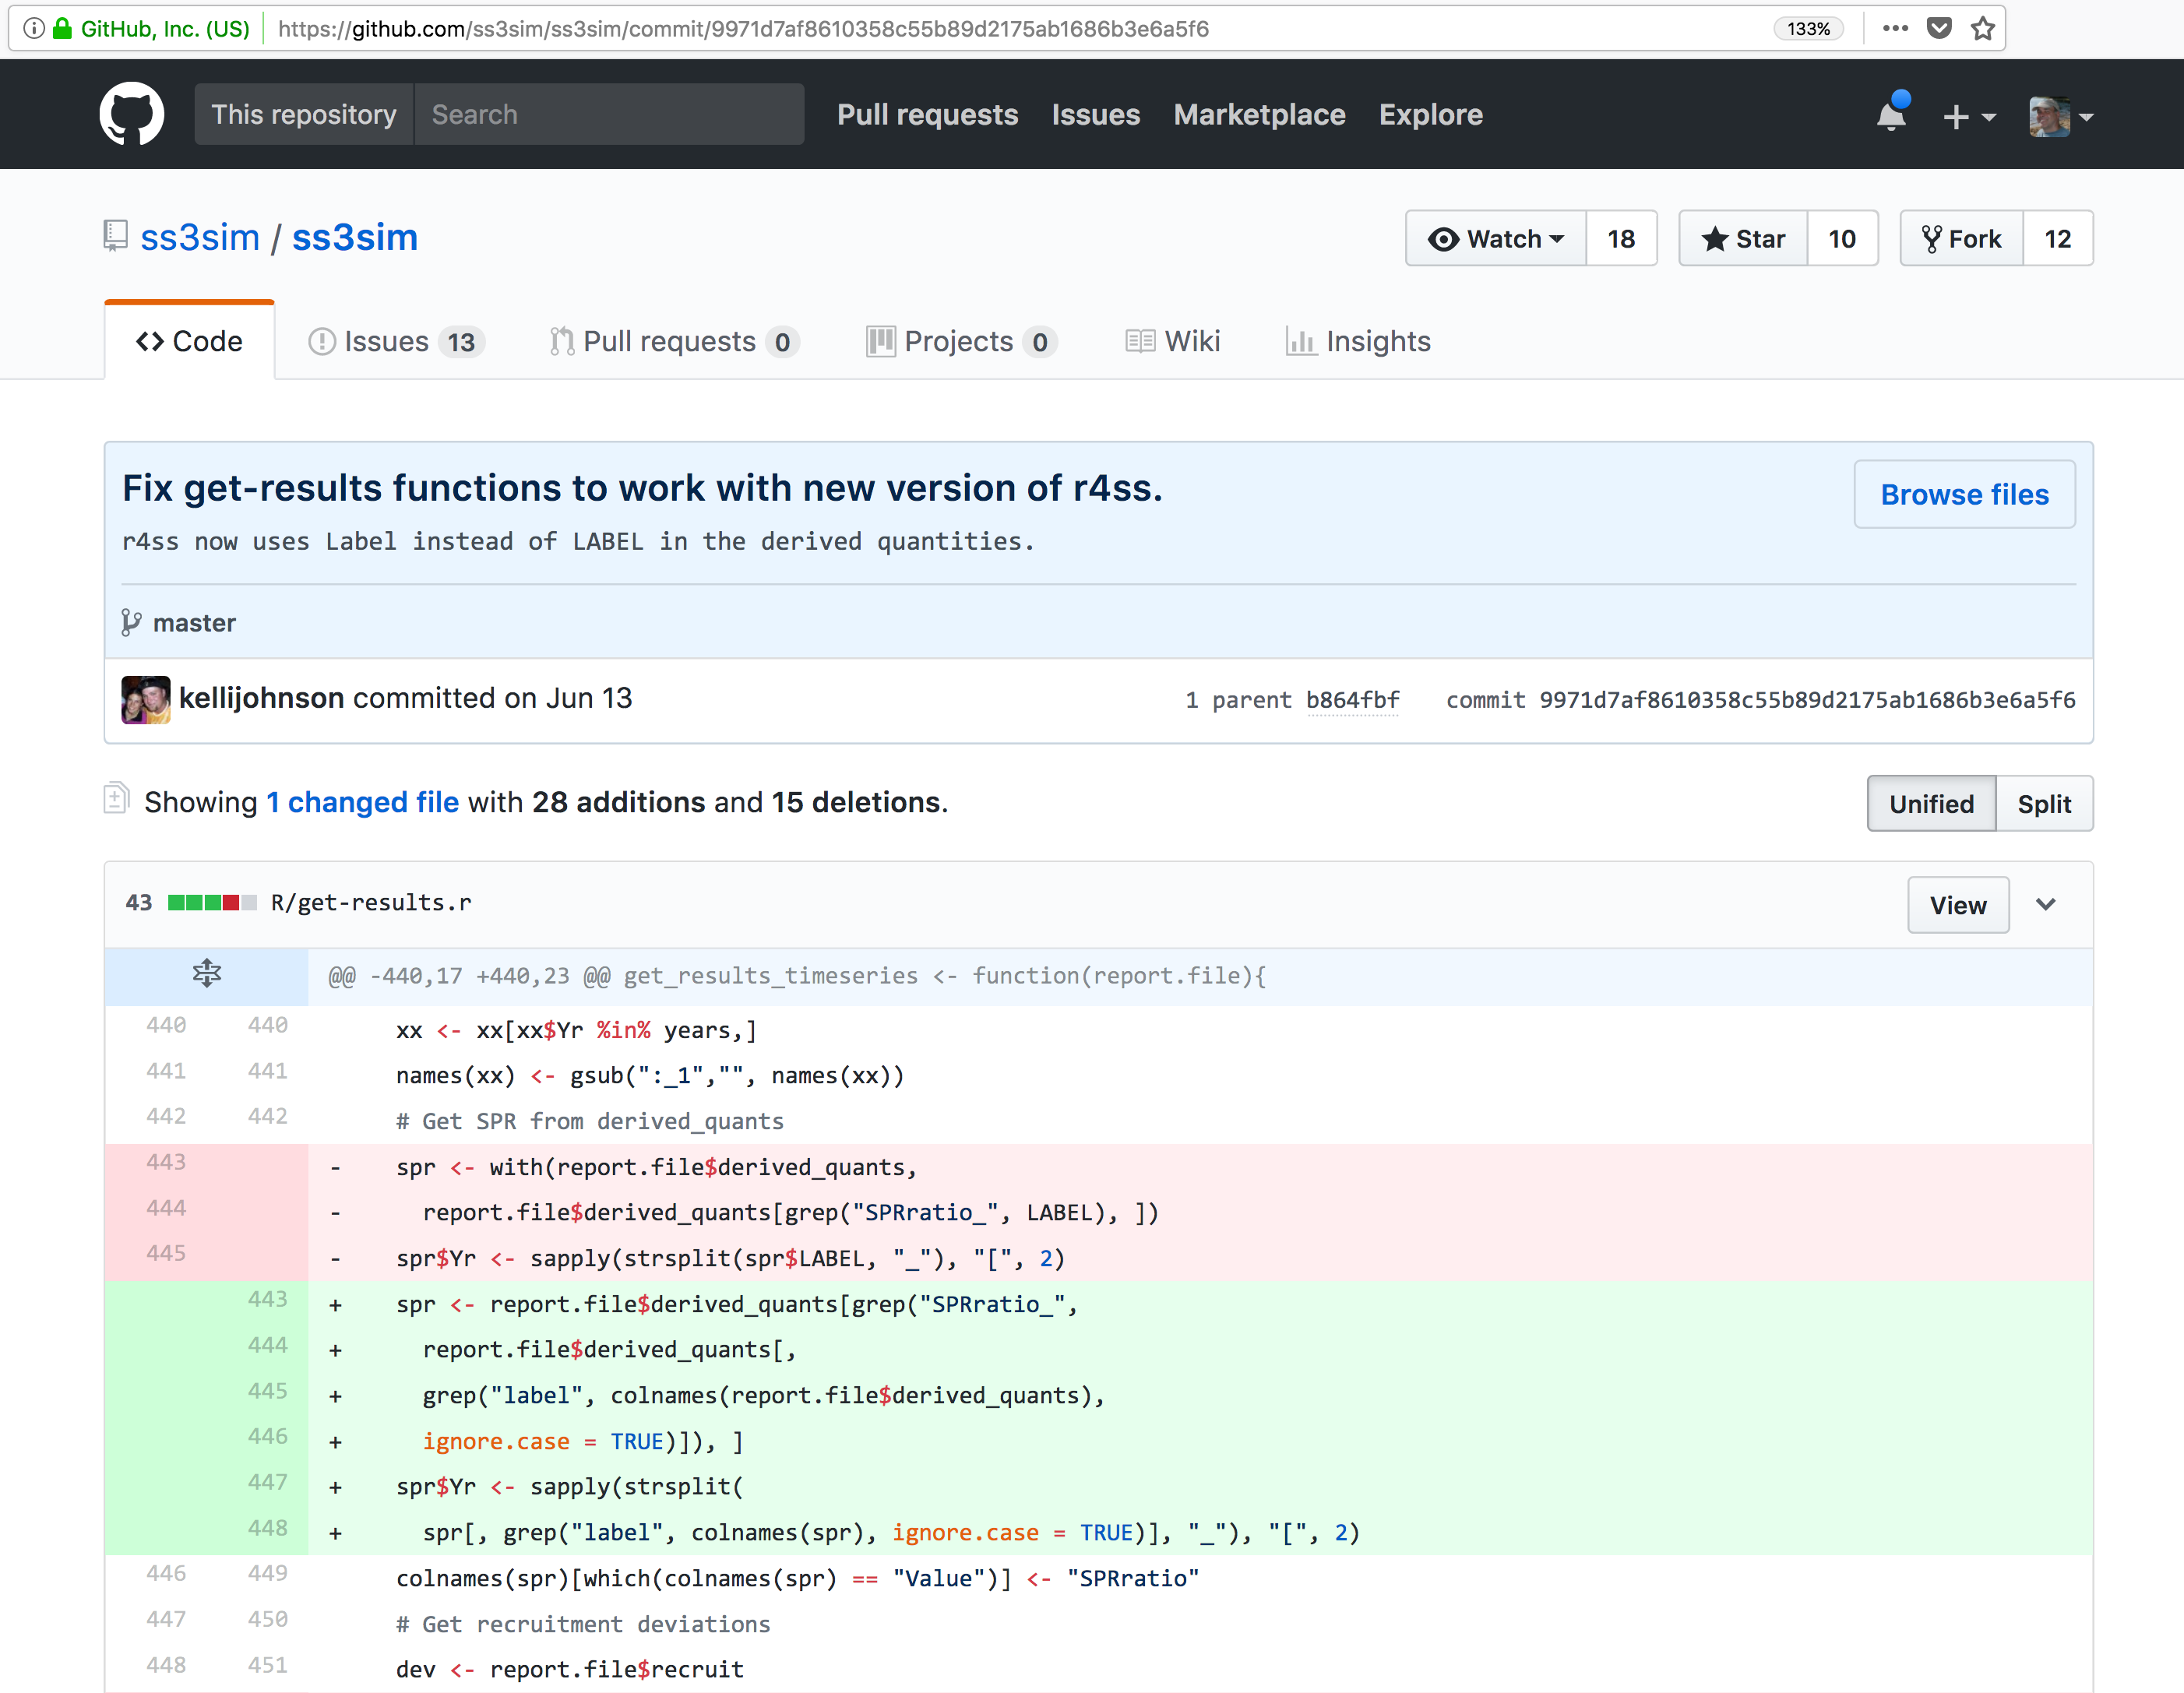 GitHub, Inc. (US) https://github.com/ss3sim/ss3sim/commit/9971d7af8610358c55b89d2175ab1686b3e6a5f6 133%
This repository Search Pull requests Issues Marketplace Explore
ss3sim / ss3sim Watch 18 Star 10 Fork 12
Code Issues 13 Pull requests 0 Projects 0 Wiki Insights
Fix get-results functions to work with new version of r4ss. Browse files
r4ss now uses Label instead of LABEL in the derived quantities.
master
kellijohnson committed on Jun 13 1 parent b864fbf commit 9971d7af8610358c55b89d2175ab1686b3e6a5f6
Showing 1 changed file with 28 additions and 15 deletions. Unified Split
43 R/get-results.r View
@@ -440,17 +440,23 @@ get_results_timeseries <- function(report.file){
440 440 xx <- xx[xx$Yr %in% years,]
441 441 names(xx) <- gsub(":_1","", names(xx))
442 442 # Get SPR from derived_quants
443 - spr <- with(report.file$derived_quants,
444 - report.file$derived_quants[grep("SPRratio_", LABEL), ])
445 - spr$Yr <- sapply(strsplit(spr$LABEL, "_"), "[", 2)
443 + spr <- report.file$derived_quants[grep("SPRratio_",
444 + report.file$derived_quants[,
445 + grep("label", colnames(report.file$derived_quants),
446 + ignore.case = TRUE)]), ]
447 + spr$Yr <- sapply(strsplit(
448 + spr[, grep("label", colnames(spr), ignore.case = TRUE)], "_"), "[", 2)
446 449 colnames(spr)[which(colnames(spr) == "Value")] <- "SPRratio"
447 450 # Get recruitment deviations
448 451 dev <- report.file$recruit